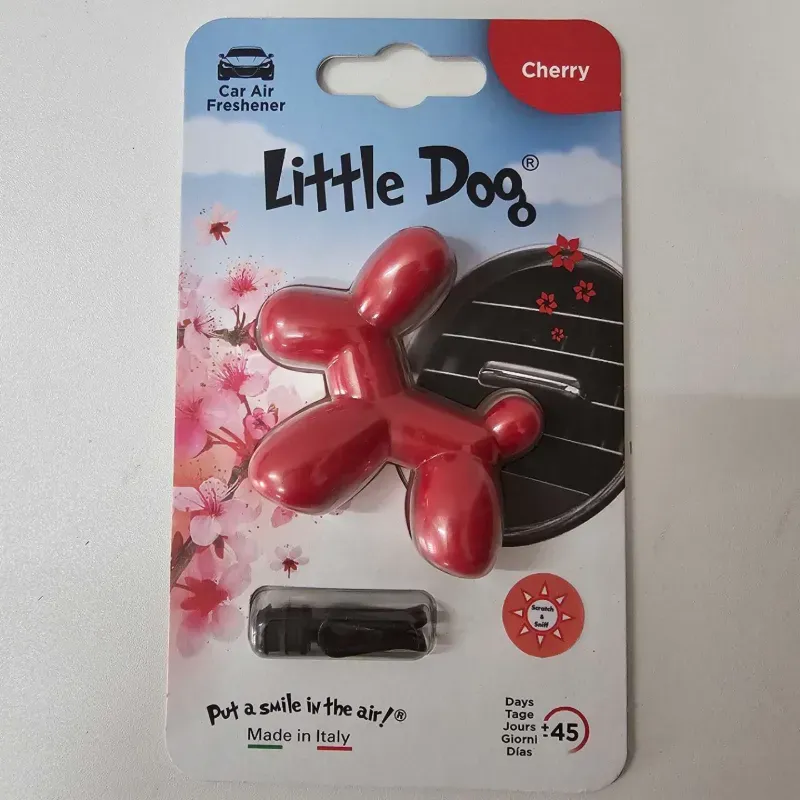 Car Air
Freshener
Cherry
Little Dog®
Scratch
&
Sniff
Put a smile in the air!®
Made in Italy
Days
Tage
Jours
Giorni
Días
±45